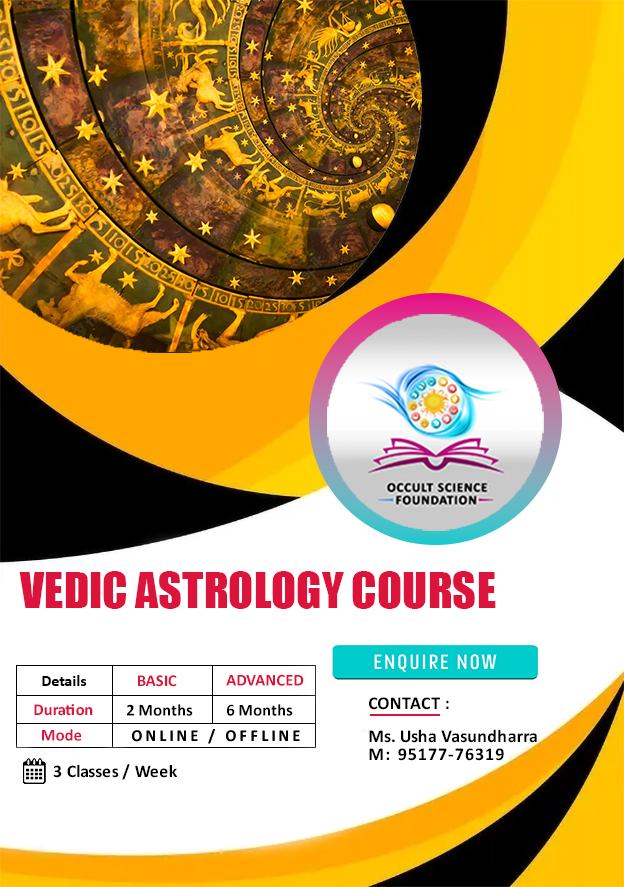 OCCULT SCIENCE
FOUNDATION
VEDIC ASTROLOGY COURSE
Details BASIC ADVANCED
Duration 2 Months 6 Months
Mode ONLINE / OFFLINE
3 Classes / Week
ENQUIRE NOW
CONTACT :
Ms. Usha Vasundharra
M: 95177-76319